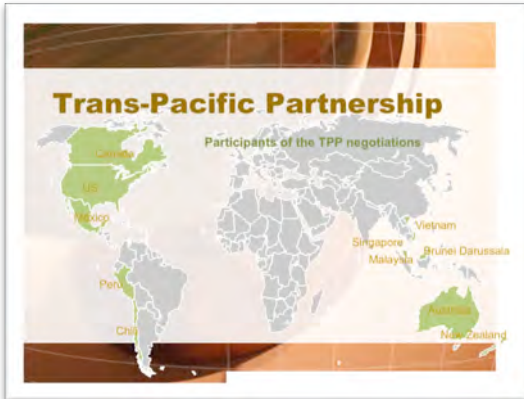 Trans-Pacific Partnership
Participants of the TPP negotiations
Canada
US
Mexico
Vietnam
Singapore
Brunei Darussala
Malaysia
Peru
Australia
Chili
New Zealand